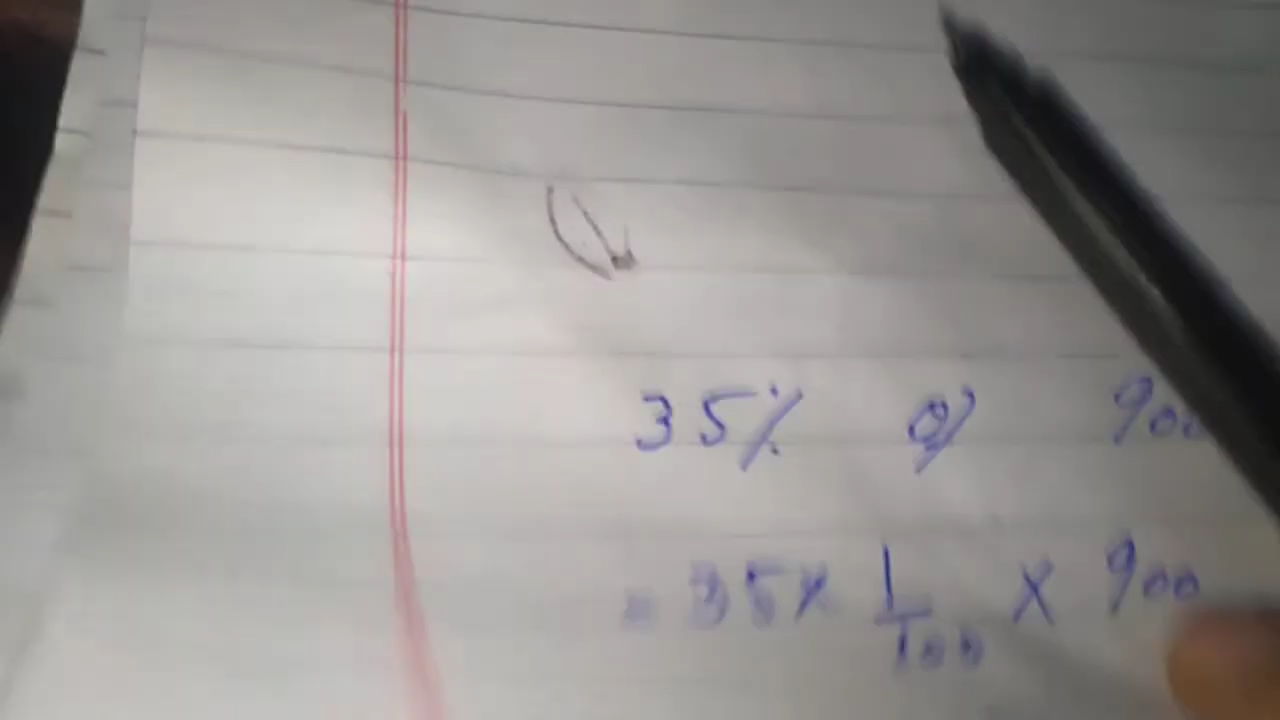 35% of 900
= 35 × 1/100 × 900